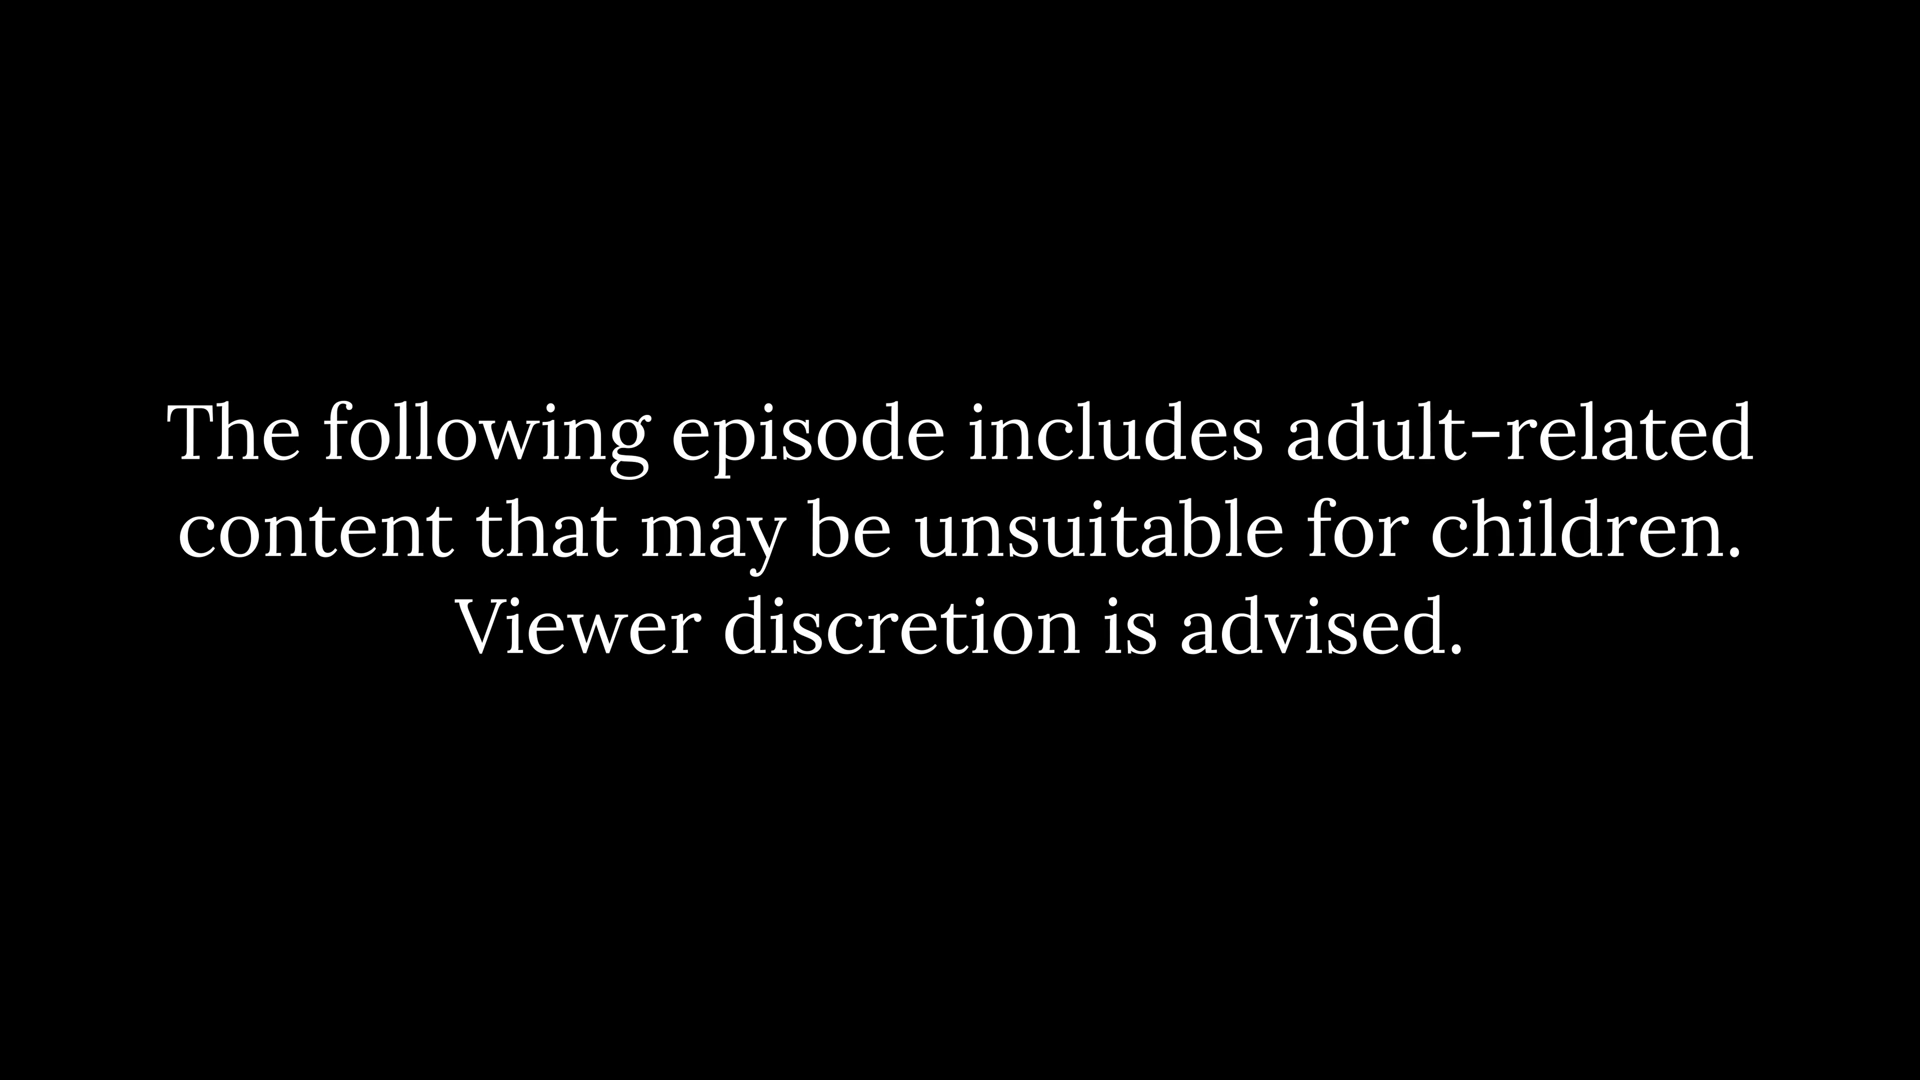 The following episode includes adult-related
content that may be unsuitable for children.
Viewer discretion is advised.